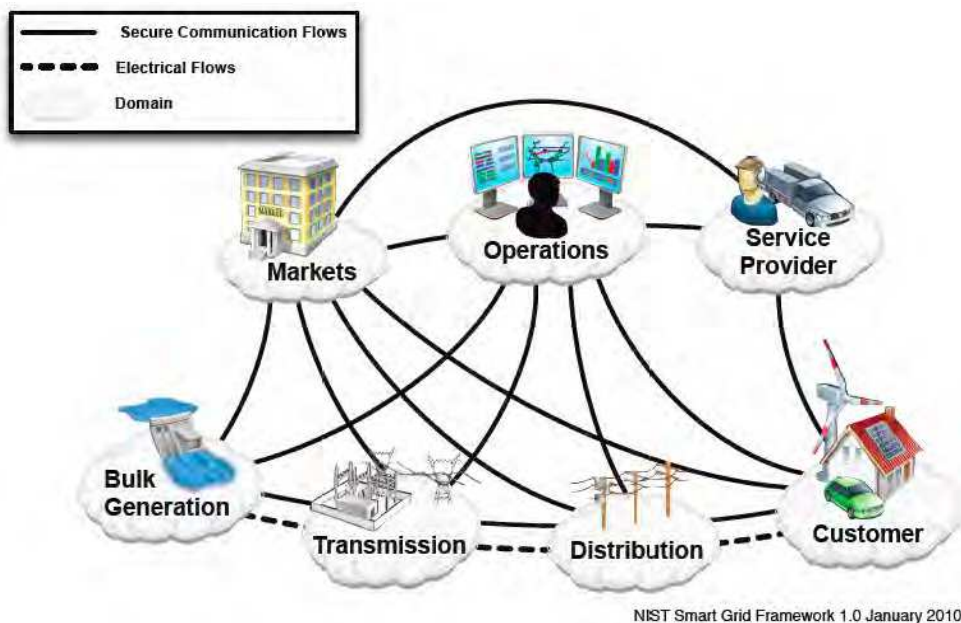 Secure Communication Flows
Electrical Flows
Domain
MARKET
Markets
Operations
Service
Provider
Bulk
Generation
Transmission
Distribution
Customer
NIST Smart Grid Framework 1.0 January 2010